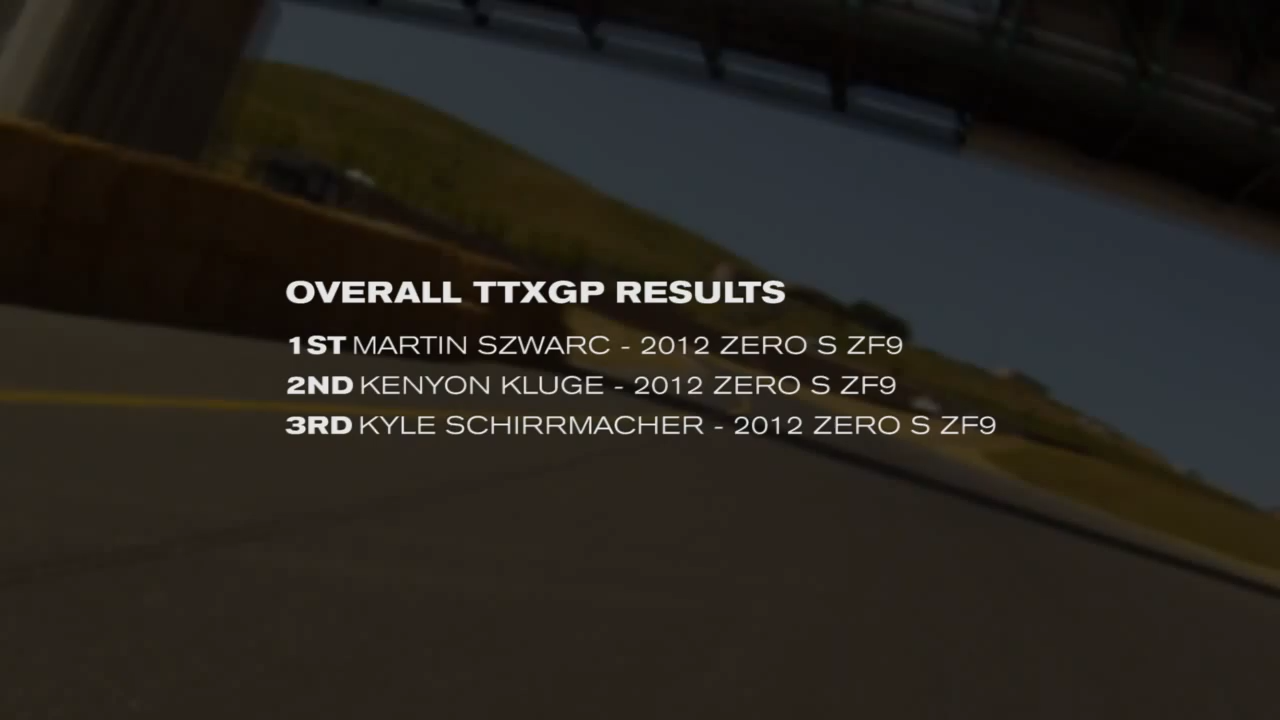 OVERALL TTXGP RESULTS
1ST MARTIN SZWARC - 2012 ZERO S ZF9
2ND KENYON KLUGE - 2012 ZERO S ZF9
3RD KYLE SCHIRRMACHER - 2012 ZERO S ZF9